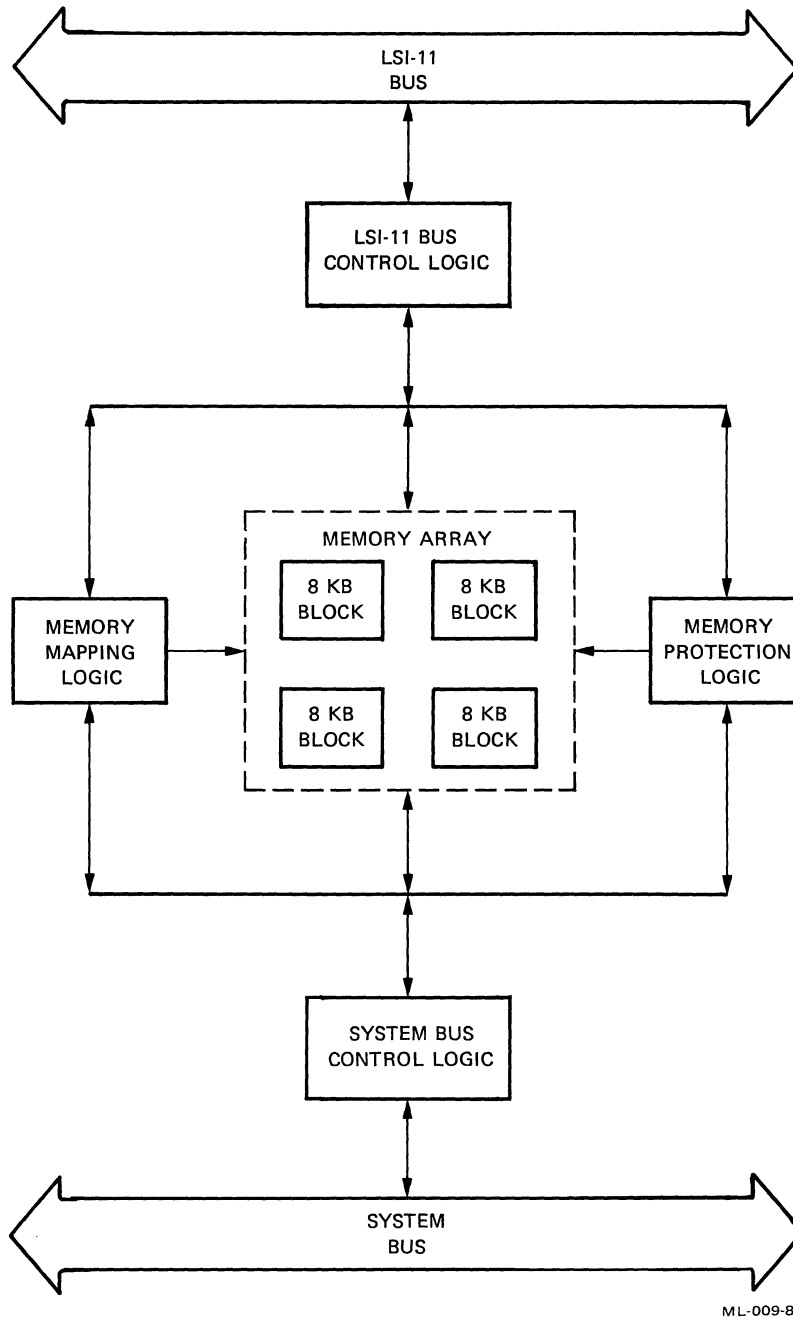 LSI-11
BUS
LSI-11 BUS
CONTROL LOGIC
MEMORY ARRAY
8 KB
BLOCK
8 KB
BLOCK
MEMORY
MAPPING
LOGIC
MEMORY
PROTECTION
LOGIC
8 KB
BLOCK
8 KB
BLOCK
SYSTEM BUS
CONTROL LOGIC
SYSTEM
BUS
ML-009-8